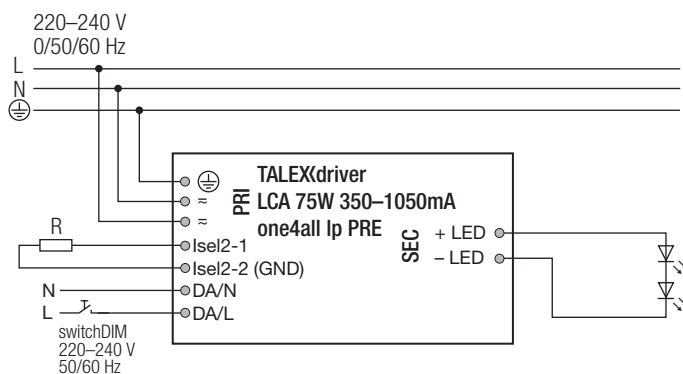 220–240 V
0/50/60 Hz
L
N
TALEXXdriver
LCA 75W 350–1050mA
one4all lp PRE
PRI
≂
≂
SEC
+ LED
– LED
R
Isel2-1
Isel2-2 (GND)
N
DA/N
L
DA/L
switchDIM
220–240 V
50/60 Hz